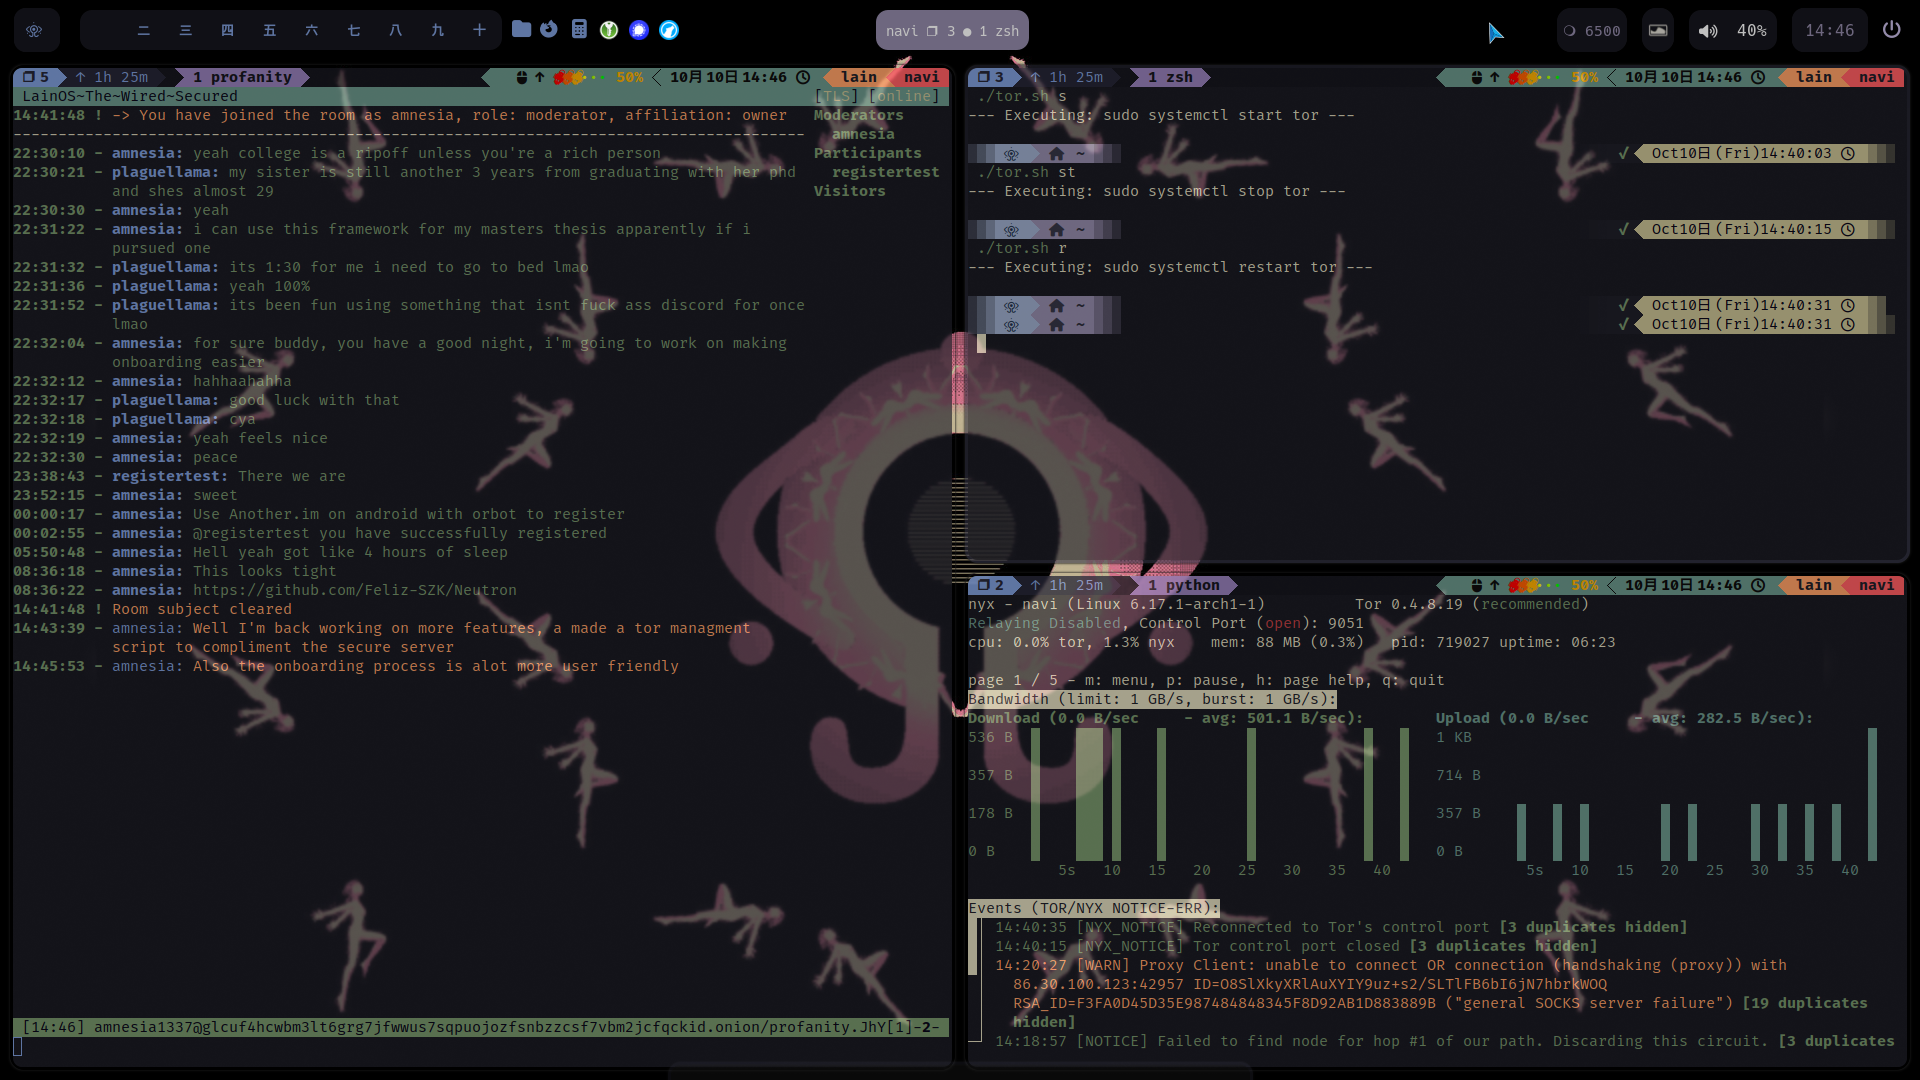 二 三 四 五 六 七 八 九 十
navi 3 ● 1 zsh
6500
40%
14:46
5 ↑ 1h 25m 1 profanity
↑ 50% 10月10日14:46 lain navi
LainOS~The~Wired~Secured [TLS] [online]
14:41:48 ! -> You have joined the room as amnesia, role: moderator, affiliation: owner
22:30:10 - amnesia: yeah college is a ripoff unless you're a rich person
22:30:21 - plaguellama: my sister is still another 3 years from graduating with her phd
and shes almost 29
22:30:30 - amnesia: yeah
22:31:22 - amnesia: i can use this framework for my masters thesis apparently if i
pursued one
22:31:32 - plaguellama: its 1:30 for me i need to go to bed lmao
22:31:36 - plaguellama: yeah 100%
22:31:52 - plaguellama: its been fun using something that isnt fuck ass discord for once
lmao
22:32:04 - amnesia: for sure buddy, you have a good night, i'm going to work on making
onboarding easier
22:32:12 - amnesia: hahhaahahha
22:32:17 - plaguellama: good luck with that
22:32:18 - plaguellama: cya
22:32:19 - amnesia: yeah feels nice
22:32:30 - amnesia: peace
23:38:43 - registertest: There we are
23:52:15 - amnesia: sweet
00:00:17 - amnesia: Use Another.im on android with orbot to register
00:02:55 - amnesia: @registertest you have successfully registered
05:50:48 - amnesia: Hell yeah got like 4 hours of sleep
08:36:18 - amnesia: This looks tight
08:36:22 - amnesia: https://github.com/Feliz-SZK/Neutron
14:41:48 ! Room subject cleared
14:43:39 - amnesia: Well I'm back working on more features, a made a tor managment
script to compliment the secure server
14:45:53 - amnesia: Also the onboarding process is alot more user friendly
Moderators
amnesia
Participants
registertest
Visitors
[14:46] amnesia1337@glcuf4hcwbm3lt6grg7jfwwus7sqpuojozfsnbzzcsf7vbm2jcfqckid.onion/profanity.JhY[1]-2-
3 ↑ 1h 25m 1 zsh
↑ 50% 10月10日14:46 lain navi
./tor.sh s
--- Executing: sudo systemctl start tor ---
~ √ Oct10日(Fri)14:40:03
./tor.sh st
--- Executing: sudo systemctl stop tor ---
~ √ Oct10日(Fri)14:40:15
./tor.sh r
--- Executing: sudo systemctl restart tor ---
~ √ Oct10日(Fri)14:40:31
~ √ Oct10日(Fri)14:40:31
2 ↑ 1h 25m 1 python
↑ 50% 10月10日14:46 lain navi
nyx - navi (Linux 6.17.1-arch1-1) Tor 0.4.8.19 (recommended)
Relaying Disabled, Control Port (open): 9051
cpu: 0.0% tor, 1.3% nyx mem: 88 MB (0.3%) pid: 719027 uptime: 06:23
page 1 / 5 - m: menu, p: pause, h: page help, q: quit
Bandwidth (limit: 1 GB/s, burst: 1 GB/s):
Download (0.0 B/sec - avg: 501.1 B/sec): Upload (0.0 B/sec - avg: 282.5 B/sec):
536 B 1 KB
357 B 714 B
178 B 357 B
0 B 0 B
5s 10 15 20 25 30 35 40 5s 10 15 20 25 30 35 40
Events (TOR/NYX NOTICE-ERR):
14:40:35 [NYX_NOTICE] Reconnected to Tor's control port [3 duplicates hidden]
14:40:15 [NYX_NOTICE] Tor control port closed [3 duplicates hidden]
14:20:27 [WARN] Proxy Client: unable to connect OR connection (handshaking (proxy)) with
86.30.100.123:42957 ID=O8SlXkyXRlAuXYIY9uz+s2/SLTlFB6bI6jN7hbrkWOQ
RSA_ID=F3FA0D45D35E987484848345F8D92AB1D883889B ("general SOCKS server failure") [19 duplicates
hidden]
14:18:57 [NOTICE] Failed to find node for hop #1 of our path. Discarding this circuit. [3 duplicates